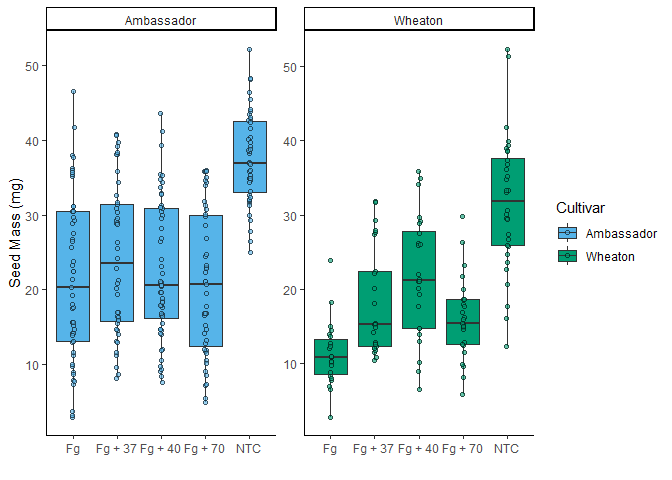 Ambassador
Wheaton
Seed Mass (mg)
50
40
30
20
10
50
40
30
20
10
Fg
Fg + 37
Fg + 40
Fg + 70
NTC
Fg
Fg + 37
Fg + 40
Fg + 70
NTC
Cultivar
Ambassador
Wheaton